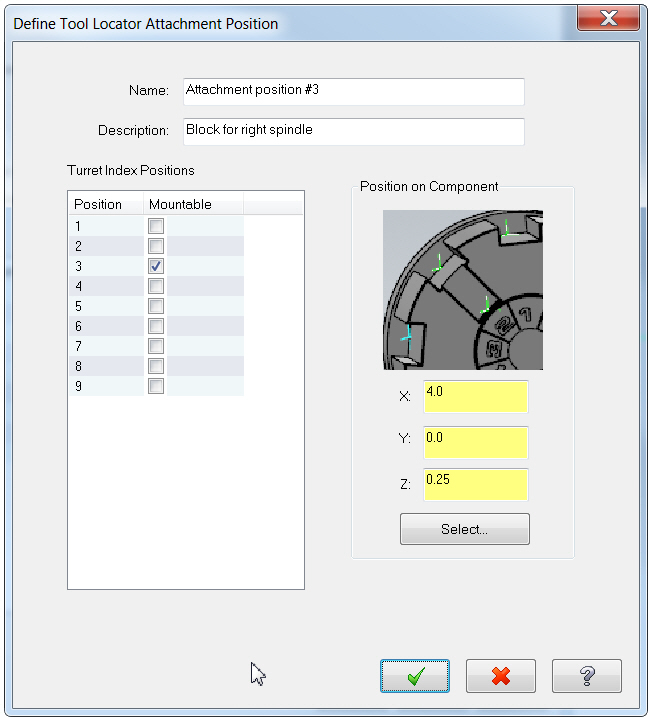 Define Tool Locator Attachment Position
Name: Attachment position #3
Description: Block for right spindle
Turret Index Positions
Position Mountable
1
2
3
4
5
6
7
8
9
Position on Component
X: 4.0
Y: 0.0
Z: 0.25
Select...